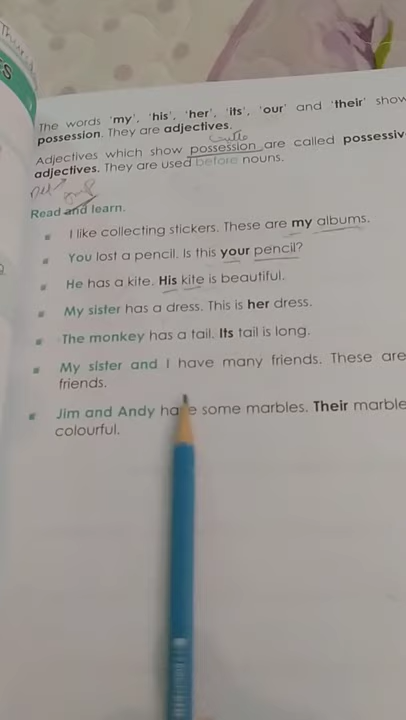 The words 'my', 'his', 'her', 'its', 'our' and 'their' show
possession. They are adjectives.
Adjectives which show possession are called possessiv
adjectives. They are used before nouns.
Read and learn.
I like collecting stickers. These are my albums.
You lost a pencil. Is this your pencil?
He has a kite. His kite is beautiful.
My sister has a dress. This is her dress.
The monkey has a tail. Its tail is long.
My sister and I have many friends. These are
friends.
Jim and Andy have some marbles. Their marble
colourful.